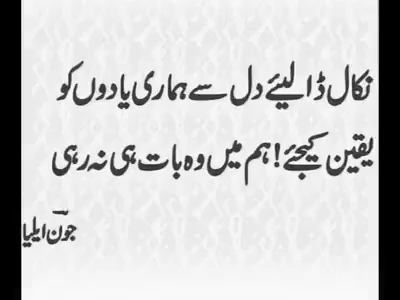 نکال ڈالیئے دل سے ہماری یادوں کو
یقین کیجئے! ہم میں وہ بات ہی نہ رہی
جون ایلیا